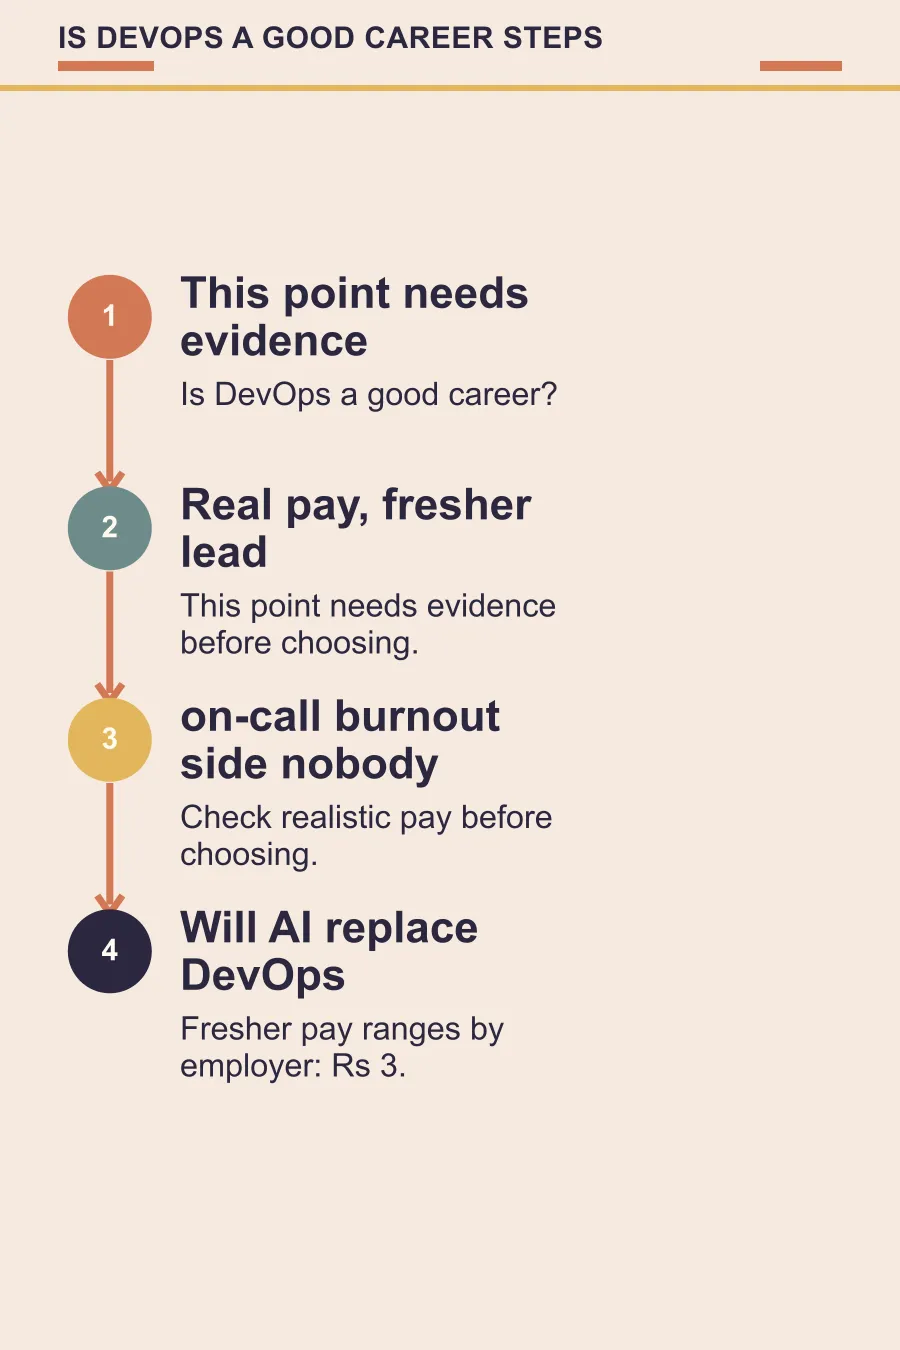 IS DEVOPS A GOOD CAREER STEPS
1
This point needs
evidence
Is DevOps a good career?
2
Real pay, fresher
lead
This point needs evidence
before choosing.
3
on-call burnout
side nobody
Check realistic pay before
choosing.
4
Will AI replace
DevOps
Fresher pay ranges by
employer: Rs 3.